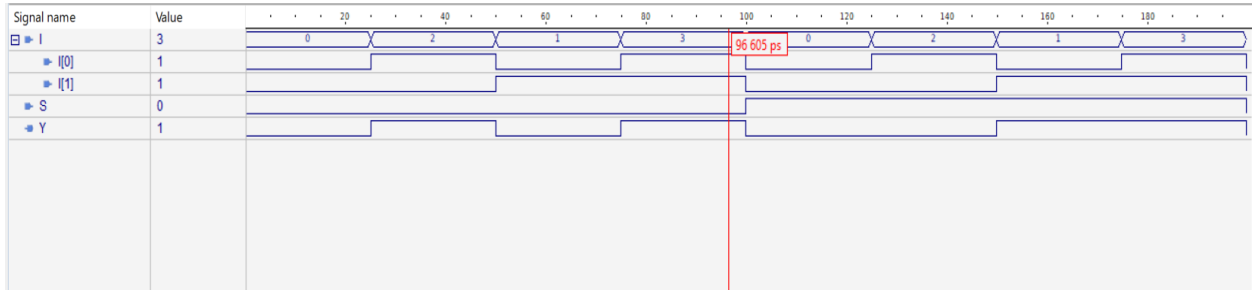 Signal name Value 20 40 60 80 100 120 140 160 180
I 3 0 2 1 3 0 2 1 3
96 605 ps
I[0] 1
I[1] 1
S 0
Y 1